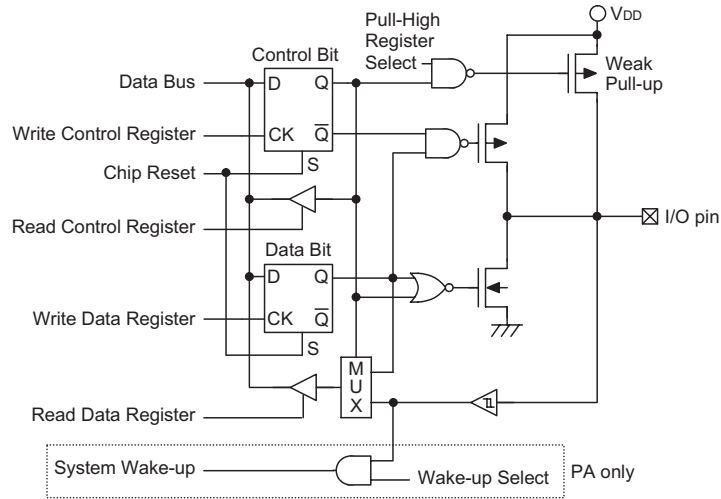 Pull-High
Register
Select
VDD
Control Bit
Weak
Pull-up
Data Bus
D
Q
Write Control Register
CK
Q
Chip Reset
S
I/O pin
Read Control Register
Data Bit
D
Q
Write Data Register
CK
Q
S
M
U
X
Read Data Register
System Wake-up
Wake-up Select
PA only